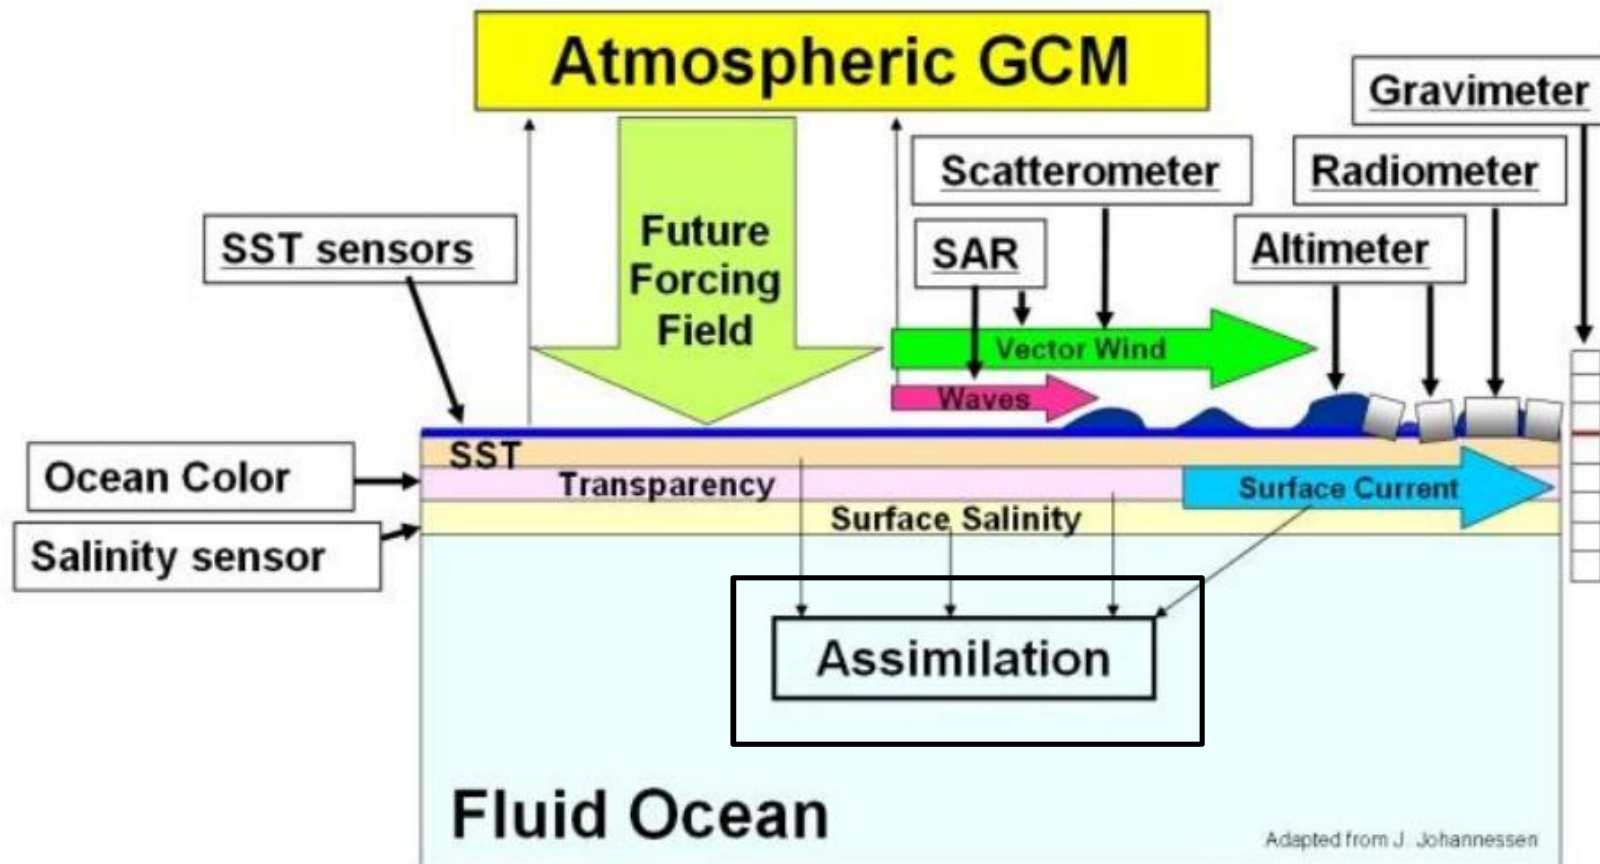 Atmospheric GCM
Gravimeter
Scatterometer
Radiometer
SST sensors
Future
Forcing
Field
SAR
Altimeter
Vector Wind
Waves
SST
Ocean Color
Transparency
Surface Current
Surface Salinity
Salinity sensor
Assimilation
Fluid Ocean
Adapted from J. Johannessen